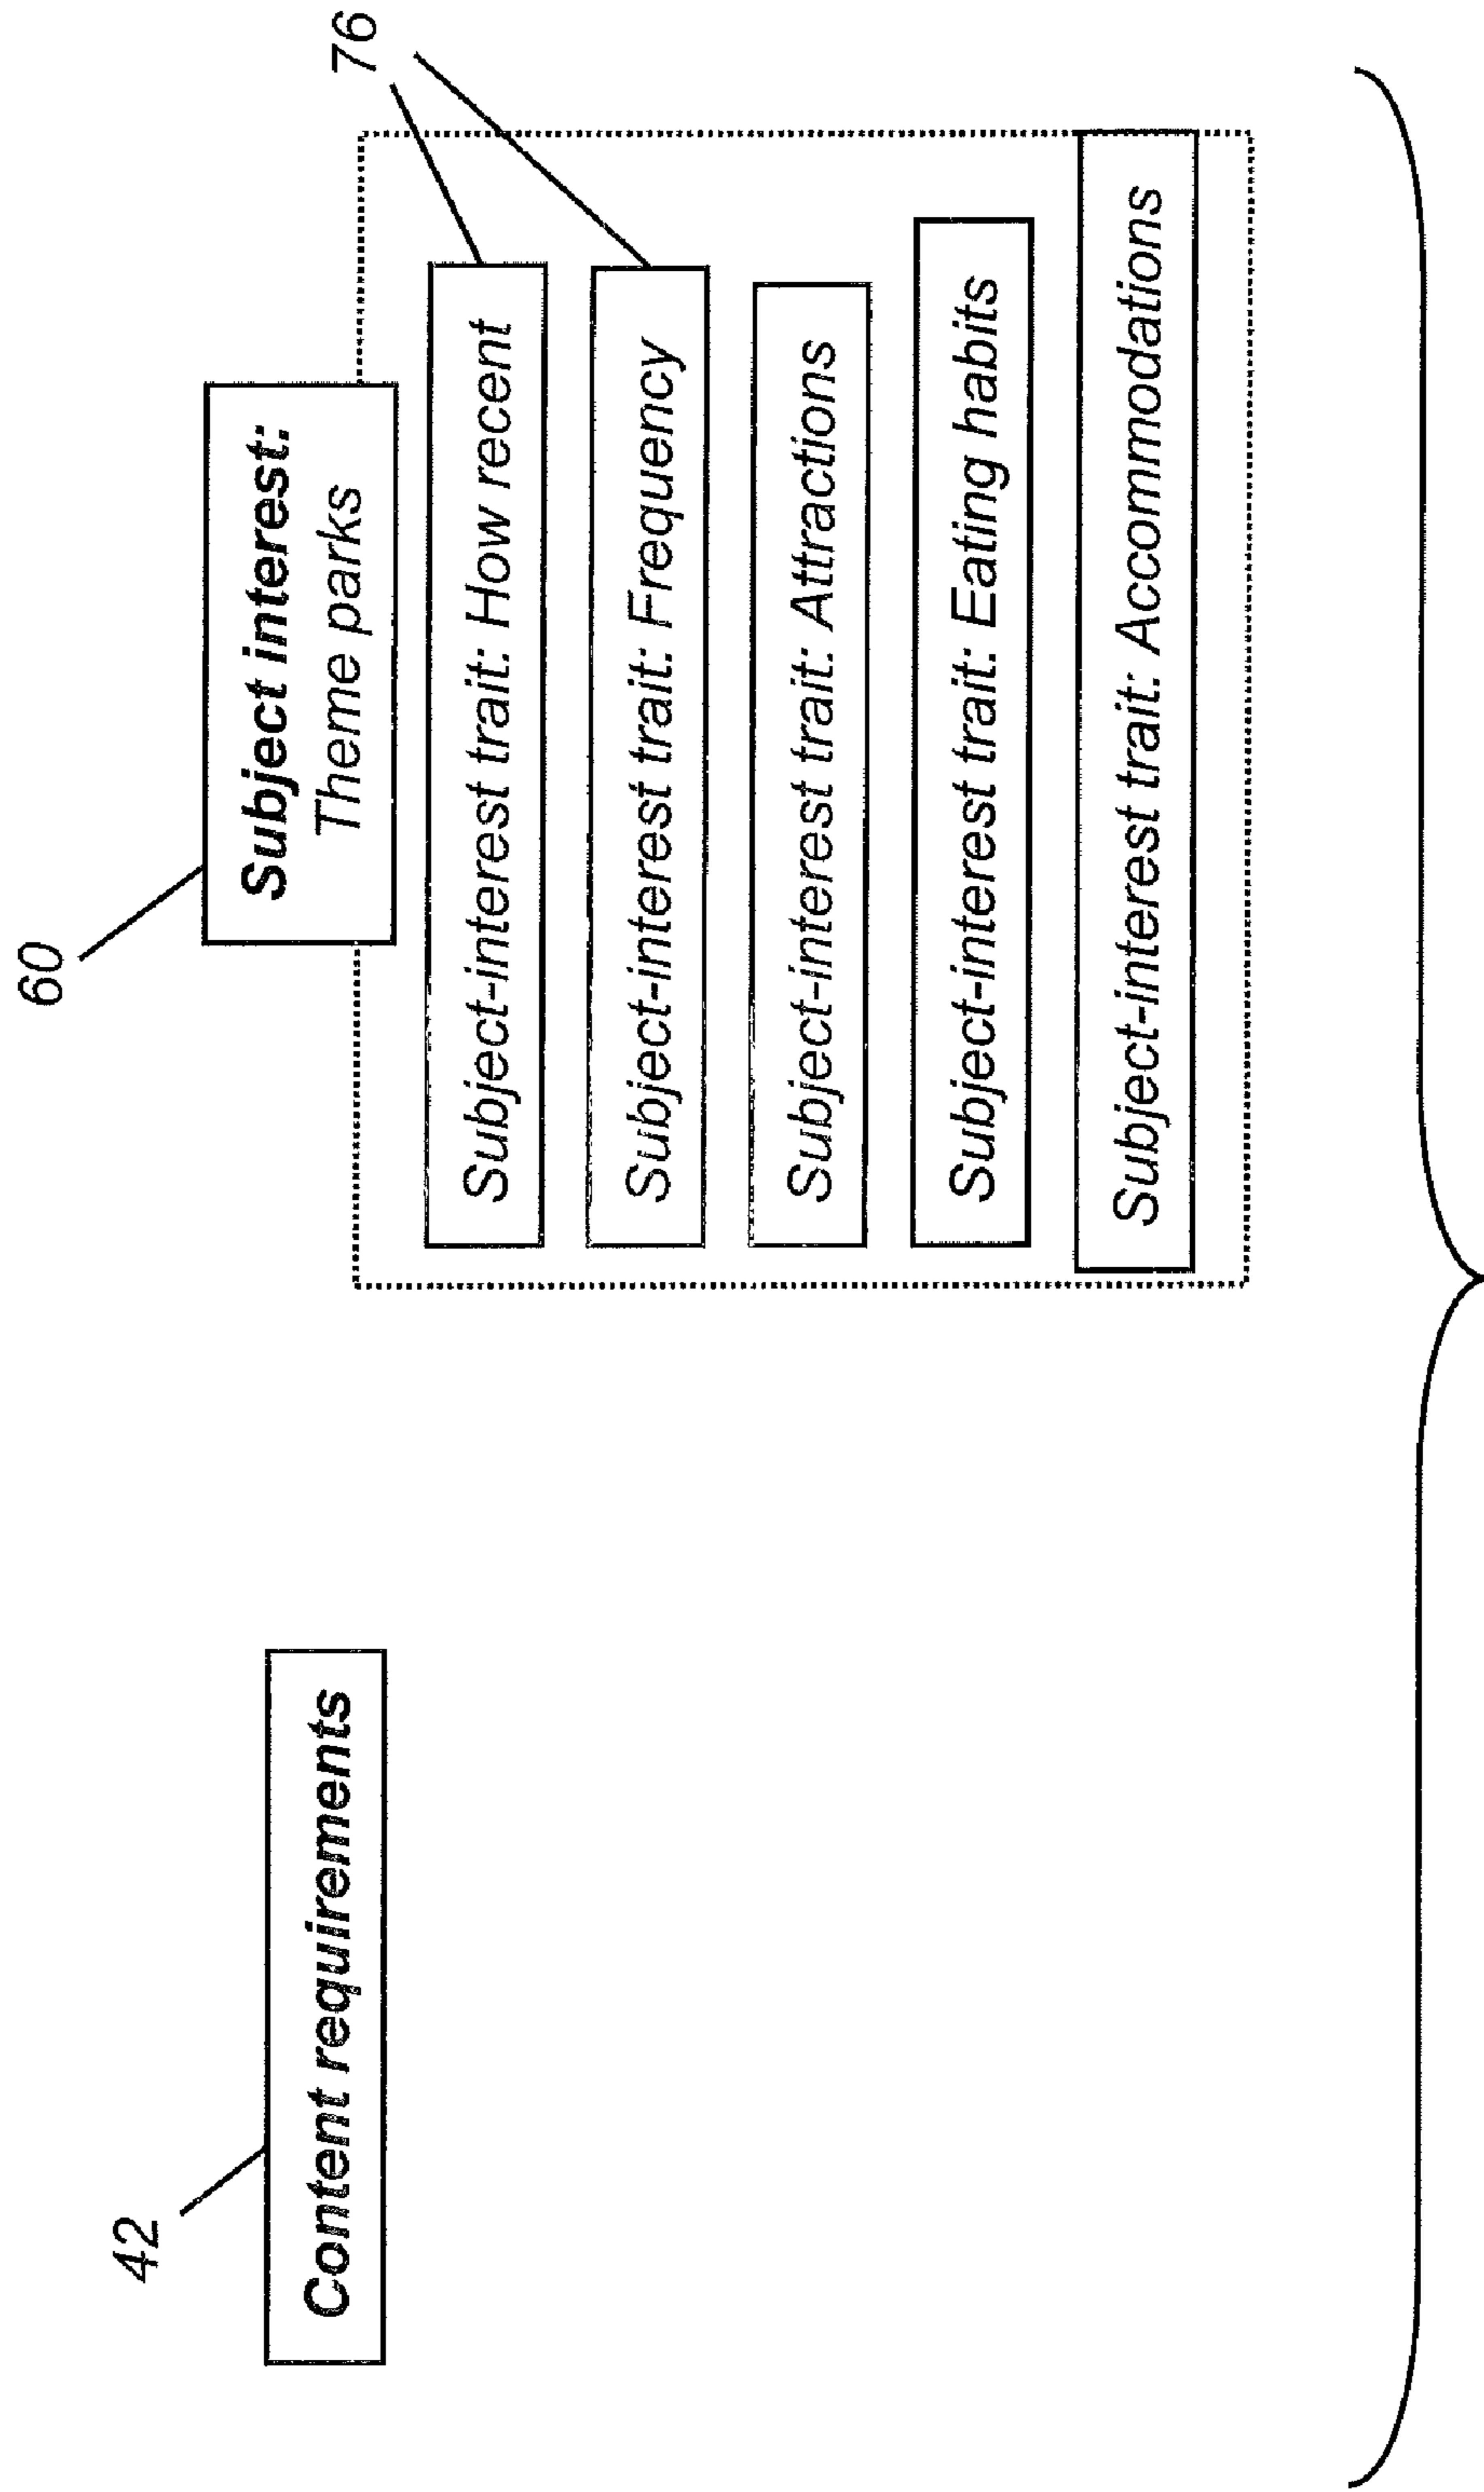 60
76
42
Subject interest:
Theme parks
Content requirements
Subject-interest trait: How recent
Subject-interest trait: Frequency
Subject-interest trait: Attractions
Subject-interest trait: Eating habits
Subject-interest trait: Accommodations